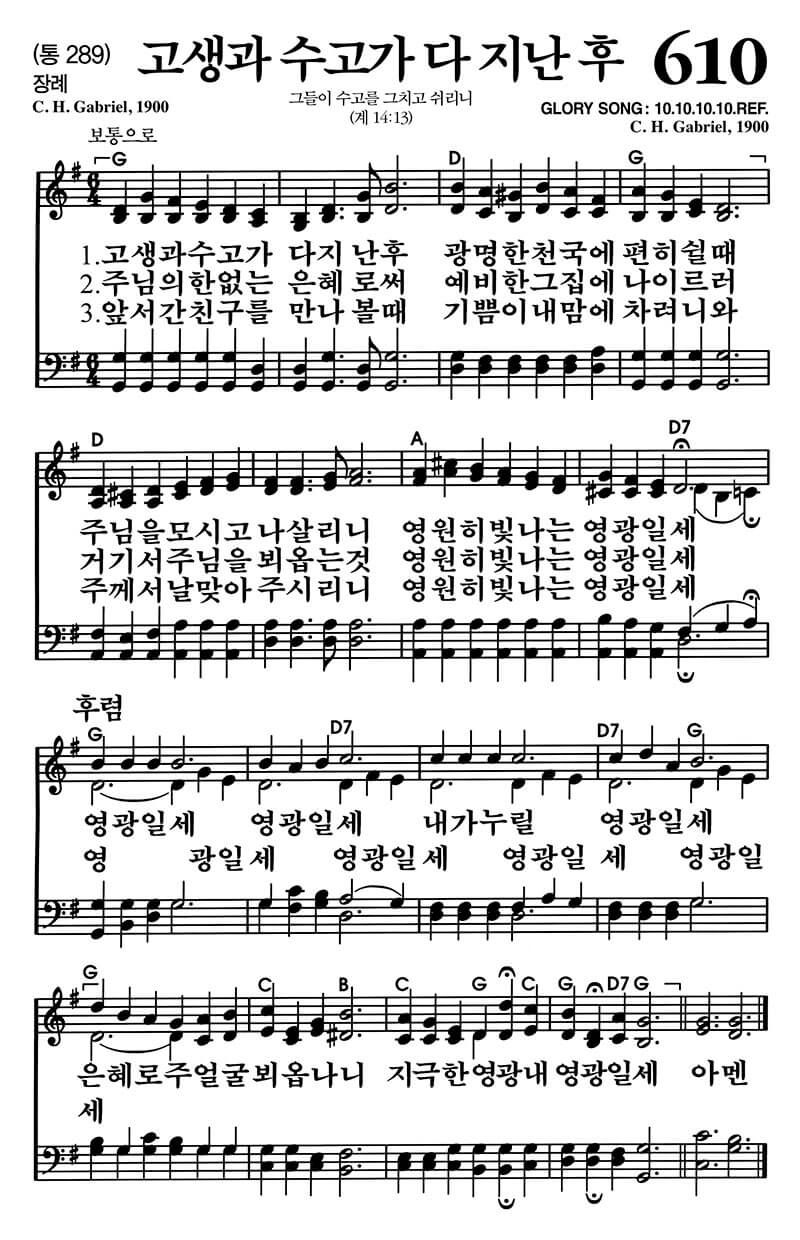 (통 289) 고생과 수고가 다 지난 후 610
장례
C. H. Gabriel, 1900
그들이 수고를 그치고 쉬리니
(계 14:13)
GLORY SONG : 10.10.10.10.REF.
C. H. Gabriel, 1900
보통으로
G D G
6/4
1.고생과수고가 다지 난후 광명한천국에 편히쉴때
2.주님의한없는 은혜 로써 예비한그집에 나이르러
3.앞서간친구를 만나 볼때 기쁨이내맘에 차려니와
6/4
D A D7
주님을모시고 나살리니 영원히빛나는 영광일세
거기서주님을 뵈옵는것 영원히빛나는 영광일세
주께서날맞아 주시리니 영원히빛나는 영광일세
후렴
G D7 D7 G
영광일세 영광일세 내가누릴 영광일세
영 광일세 영광일세 영광일 세 영광일
G C B C G C G D7 G
은혜로주얼굴 뵈옵나니 지극한영광내 영광일세 아멘
세